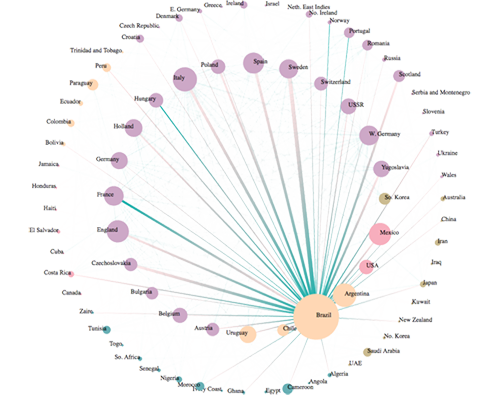 Ireland
Israel
Greece,
E. Germany,
Neth. East Indies
No. Ireland
Denmark,
Norway
Czech Republic,
Portugal
Croatia
Romania
Trinidad and Tobago,
Spain
Poland
Sweden
Russia
Peru
Italy
Switzerland
Scotland
Paraguay
Serbia and Montenegro
Ecuador,
Hungary
USSR
Slovenia
Colombia,
Holland
W. Germany
Turkey
Bolivia,
Ukraine
Jamaica,
Germany
Yugoslavia
Wales
Honduras,
France
So. Korea
Australia
Haiti,
China
El Salvador,
England
Mexico
Iran
Cuba,
Iraq
Costa Rica,
Czechoslovakia
USA
Japan
Canada,
Bulgaria
Argentina
Kuwait
Zaire,
Belgium
Brazil
New Zealand
Tunisia
Austria
Uruguay
Chile
No. Korea
Togo,
Saudi Arabia
So. Africa
UAE
Senegal,
Algeria
Nigeria
Angola
Morocco
Ivory Coast,
Ghana
Egypt
Cameroon